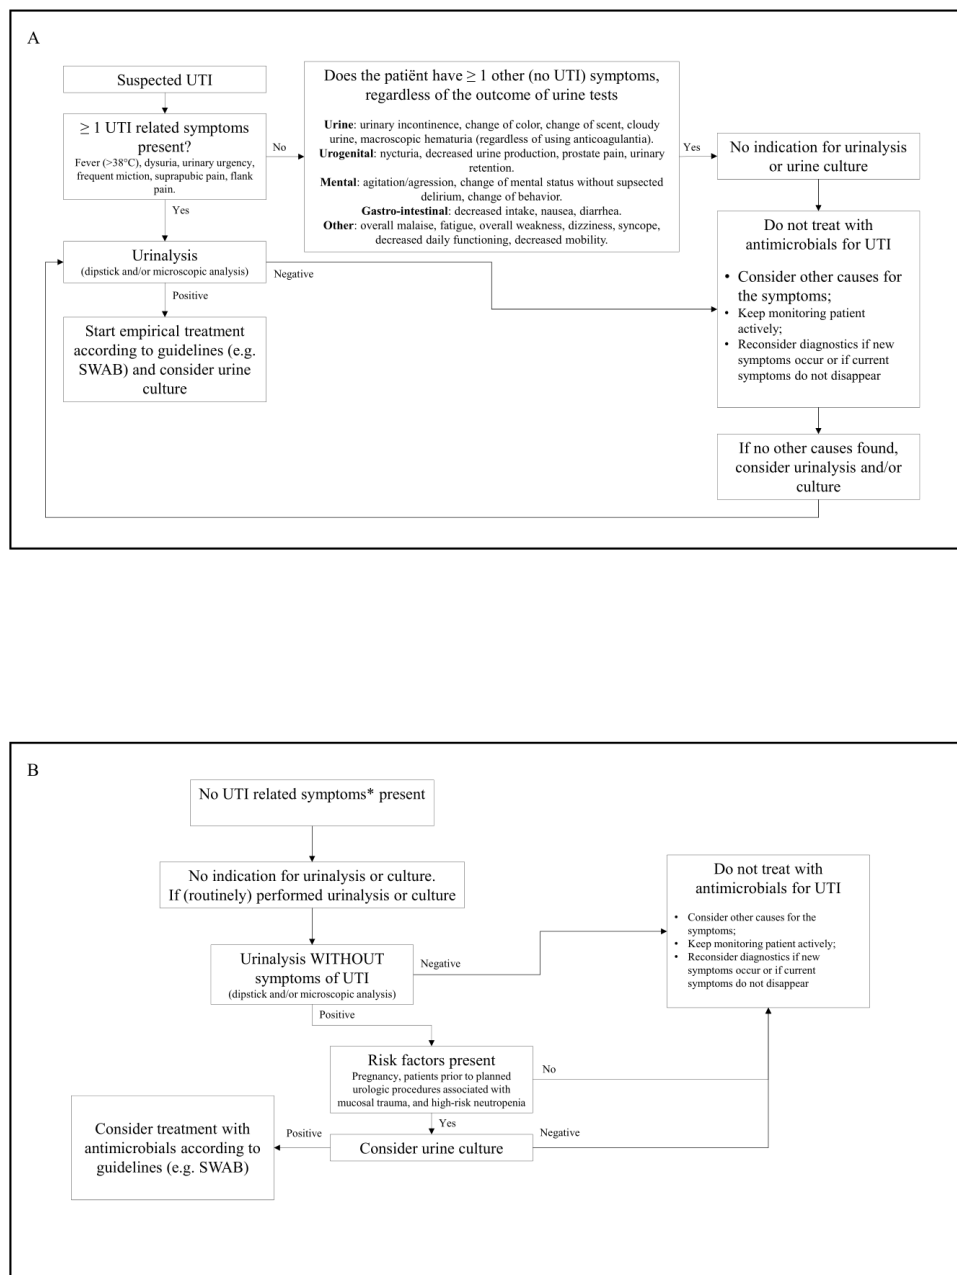 A
Suspected UTI
≥ 1 UTI related symptoms
present?
Fever (>38°C), dysuria, urinary urgency,
frequent miction, suprapubic pain, flank
pain.
No
Yes
Does the patiënt have ≥ 1 other (no UTI) symptoms,
regardless of the outcome of urine tests
Urine: urinary incontinence, change of color, change of scent, cloudy
urine, macroscopic hematuria (regardless of using anticoagulantia).
Urogenital: nycturia, decreased urine production, prostate pain, urinary
retention.
Mental: agitation/agression, change of mental status without supsected
delirium, change of behavior.
Gastro-intestinal: decreased intake, nausea, diarrhea.
Other: overall malaise, fatigue, overall weakness, dizziness, syncope,
decreased daily functioning, decreased mobility.
Yes
No indication for urinalysis
or urine culture
Urinalysis
(dipstick and/or microscopic analysis)
Negative
Positive
Start empirical treatment
according to guidelines (e.g.
SWAB) and consider urine
culture
Do not treat with
antimicrobials for UTI
• Consider other causes for
the symptoms;
• Keep monitoring patient
actively;
• Reconsider diagnostics if new
symptoms occur or if current
symptoms do not disappear
If no other causes found,
consider urinalysis and/or
culture
B
No UTI related symptoms* present
No indication for urinalysis or culture.
If (routinely) performed urinalysis or culture
Urinalysis WITHOUT
symptoms of UTI
(dipstick and/or microscopic analysis)
Negative
Positive
Do not treat with
antimicrobials for UTI
• Consider other causes for the
symptoms;
• Keep monitoring patient actively;
• Reconsider diagnostics if new
symptoms occur or if current
symptoms do not disappear
Risk factors present
Pregnancy, patients prior to planned
urologic procedures associated with
mucosal trauma, and high-risk neutropenia
No
Yes
Consider urine culture
Positive
Negative
Consider treatment with
antimicrobials according to
guidelines (e.g. SWAB)